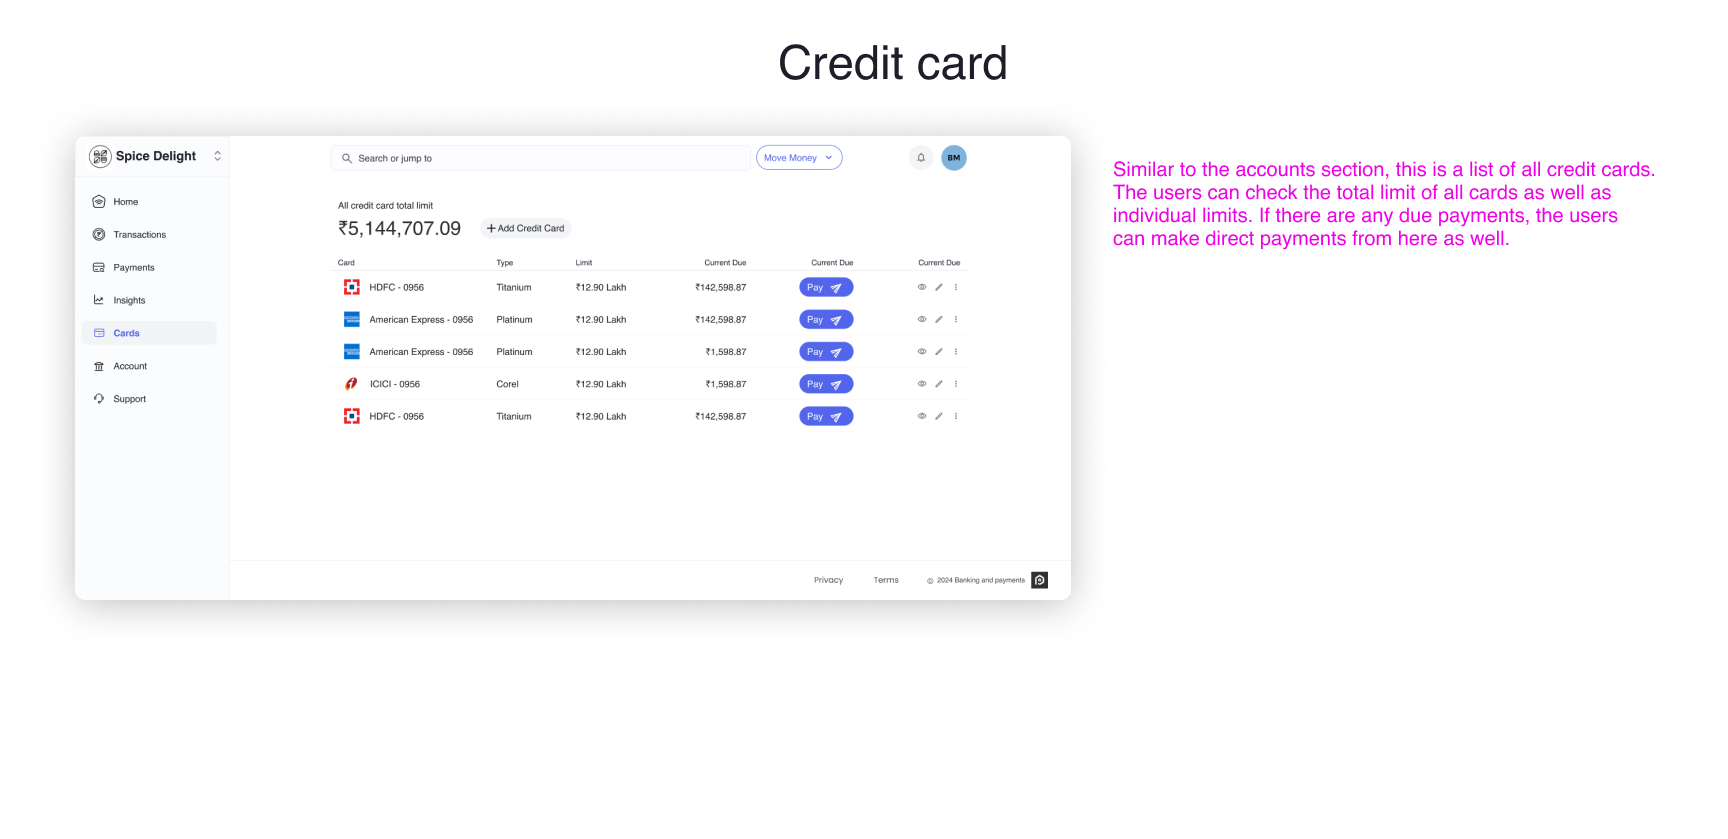 Credit card
Spice Delight
Search or jump to
Move Money
BM
Home
Transactions
Payments
Insights
Cards
Account
Support
All credit card total limit
₹5,144,707.09
+ Add Credit Card
Card Type Limit Current Due Current Due Current Due
HDFC - 0956 Titanium ₹12.90 Lakh ₹142,598.87 Pay
American Express - 0956 Platinum ₹12.90 Lakh ₹142,598.87 Pay
American Express - 0956 Platinum ₹12.90 Lakh ₹1,598.87 Pay
ICICI - 0956 Corel ₹12.90 Lakh ₹1,598.87 Pay
HDFC - 0956 Titanium ₹12.90 Lakh ₹142,598.87 Pay
Privacy Terms © 2024 Banking and payments
Similar to the accounts section, this is a list of all credit cards.
The users can check the total limit of all cards as well as
individual limits. If there are any due payments, the users
can make direct payments from here as well.